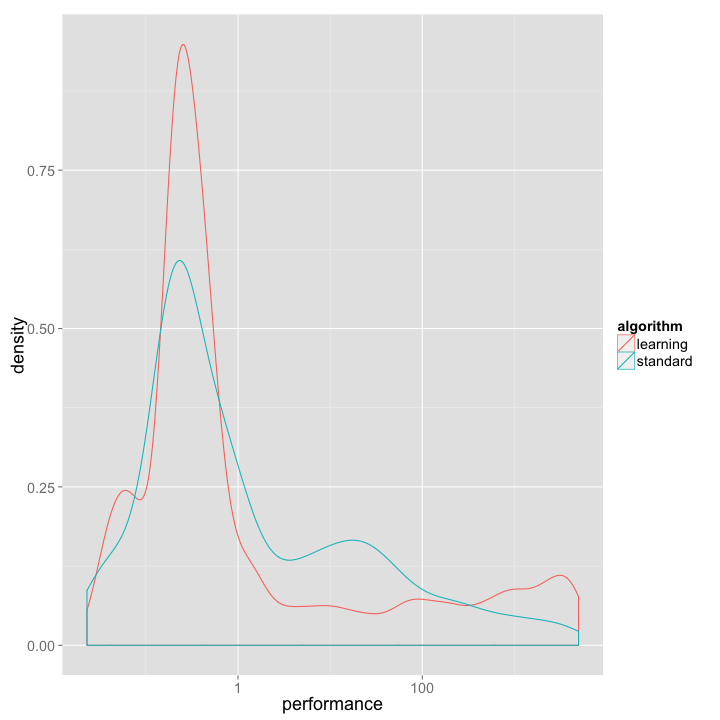 density
0.75
0.50
0.25
0.00
1
100
performance
algorithm
learning
standard